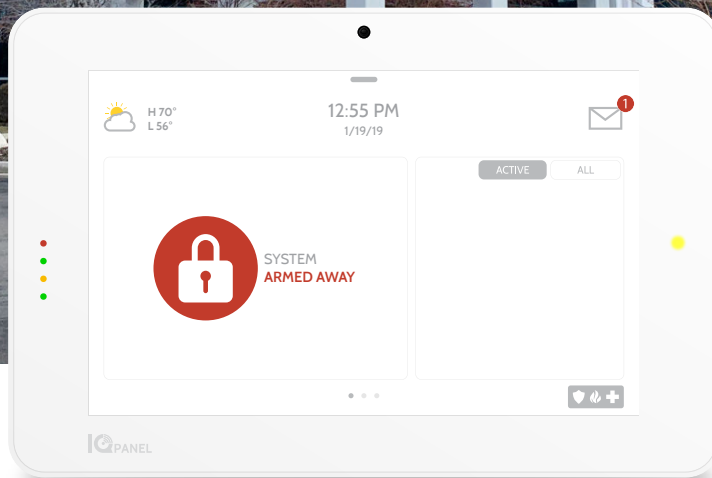 H 70°
L 56°
12:55 PM
1/19/19
1
ACTIVE
ALL
SYSTEM
ARMED AWAY
IQ PANEL